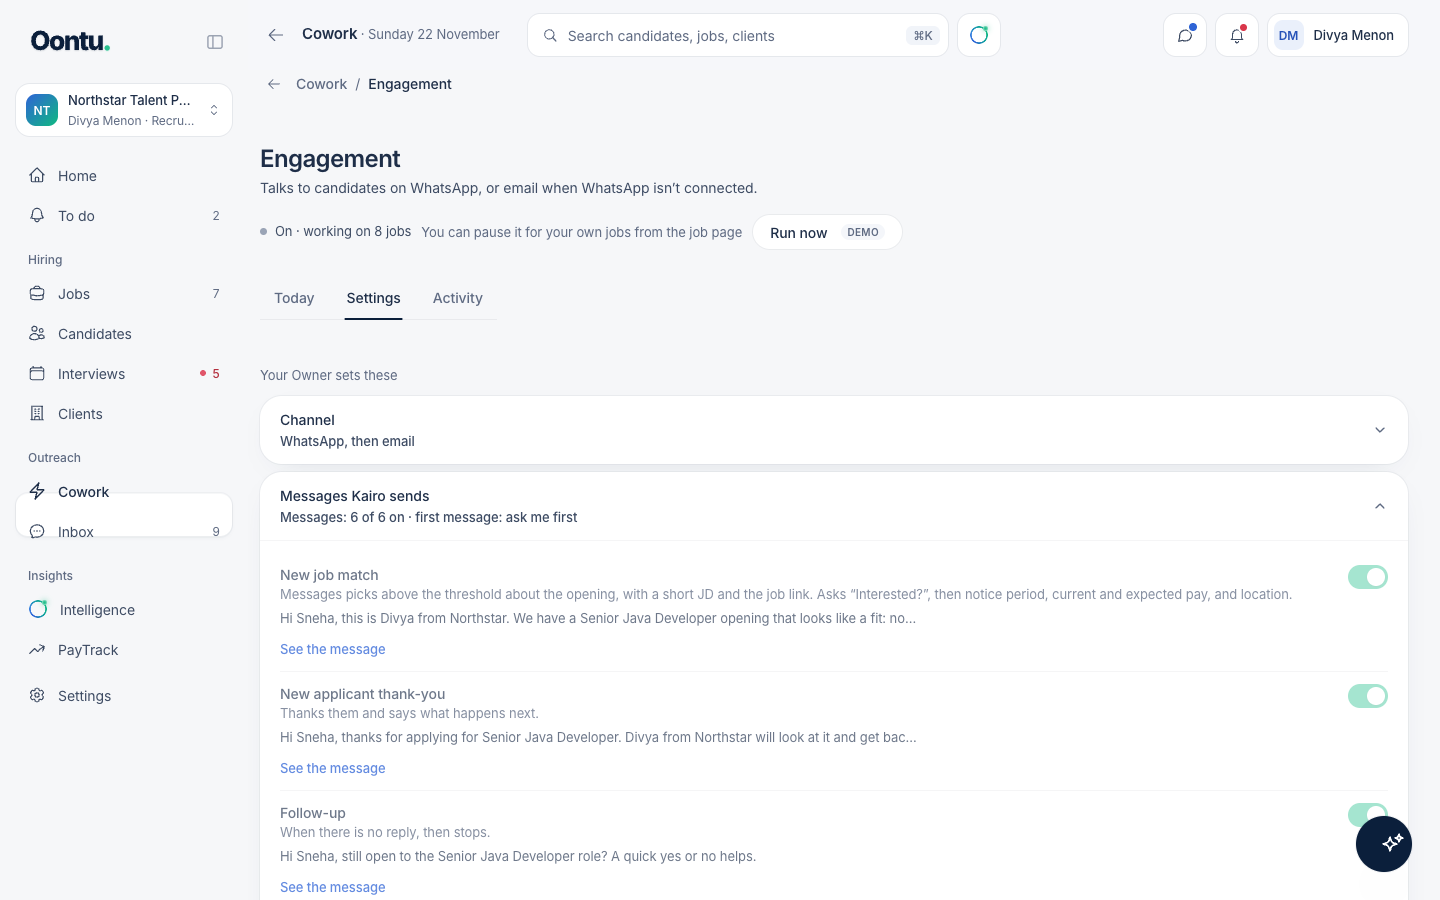 Oontu.
Cowork · Sunday 22 November
Search candidates, jobs, clients
⌘K
DM
Divya Menon
NT
Northstar Talent P...
Divya Menon · Recru...
Cowork / Engagement
Home
To do 2
Hiring
Jobs 7
Candidates
Interviews 5
Clients
Outreach
Cowork
Inbox 9
Insights
Intelligence
PayTrack
Settings
Engagement
Talks to candidates on WhatsApp, or email when WhatsApp isn’t connected.
On · working on 8 jobs You can pause it for your own jobs from the job page Run now DEMO
Today Settings Activity
Your Owner sets these
Channel
WhatsApp, then email
Messages Kairo sends
Messages: 6 of 6 on · first message: ask me first
New job match
Messages picks above the threshold about the opening, with a short JD and the job link. Asks “Interested?”, then notice period, current and expected pay, and location.
Hi Sneha, this is Divya from Northstar. We have a Senior Java Developer opening that looks like a fit: no...
See the message
New applicant thank-you
Thanks them and says what happens next.
Hi Sneha, thanks for applying for Senior Java Developer. Divya from Northstar will look at it and get bac...
See the message
Follow-up
When there is no reply, then stops.
Hi Sneha, still open to the Senior Java Developer role? A quick yes or no helps.
See the message